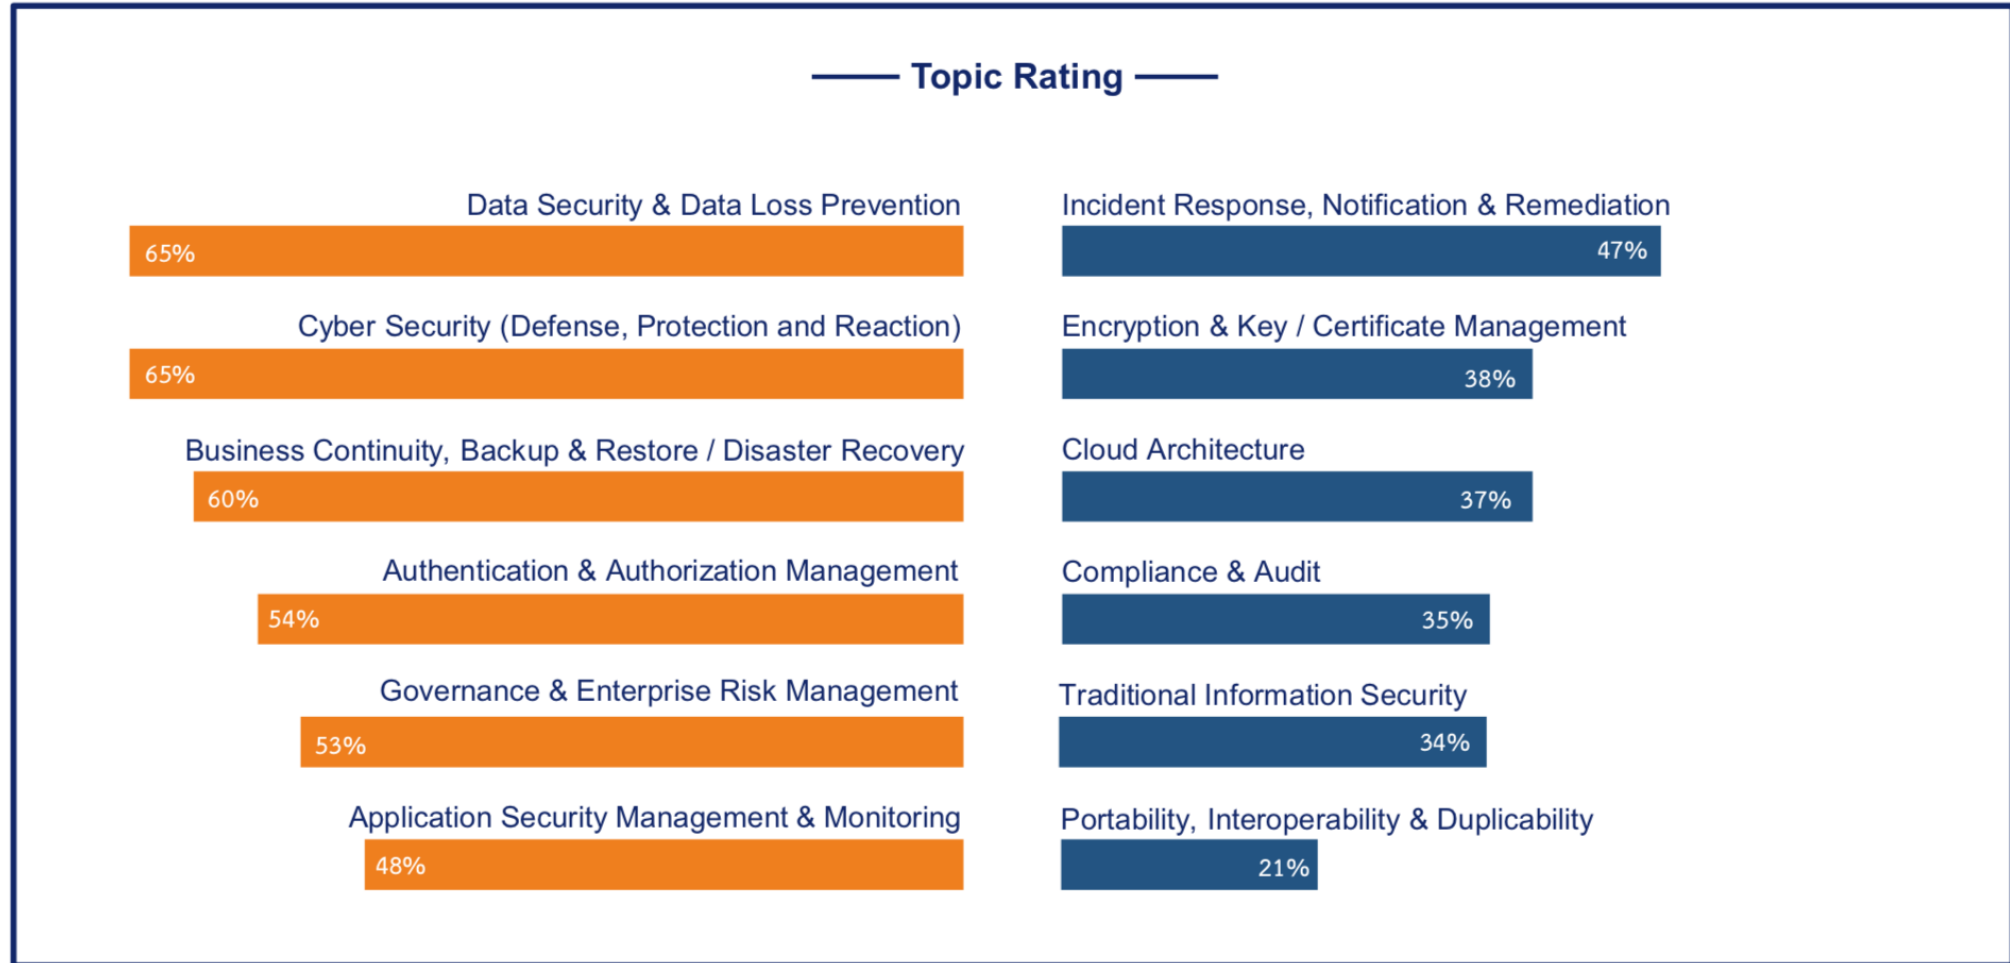 Topic Rating
Data Security & Data Loss Prevention
65%
Cyber Security (Defense, Protection and Reaction)
65%
Business Continuity, Backup & Restore / Disaster Recovery
60%
Authentication & Authorization Management
54%
Governance & Enterprise Risk Management
53%
Application Security Management & Monitoring
48%
Incident Response, Notification & Remediation
47%
Encryption & Key / Certificate Management
38%
Cloud Architecture
37%
Compliance & Audit
35%
Traditional Information Security
34%
Portability, Interoperability & Duplicability
21%